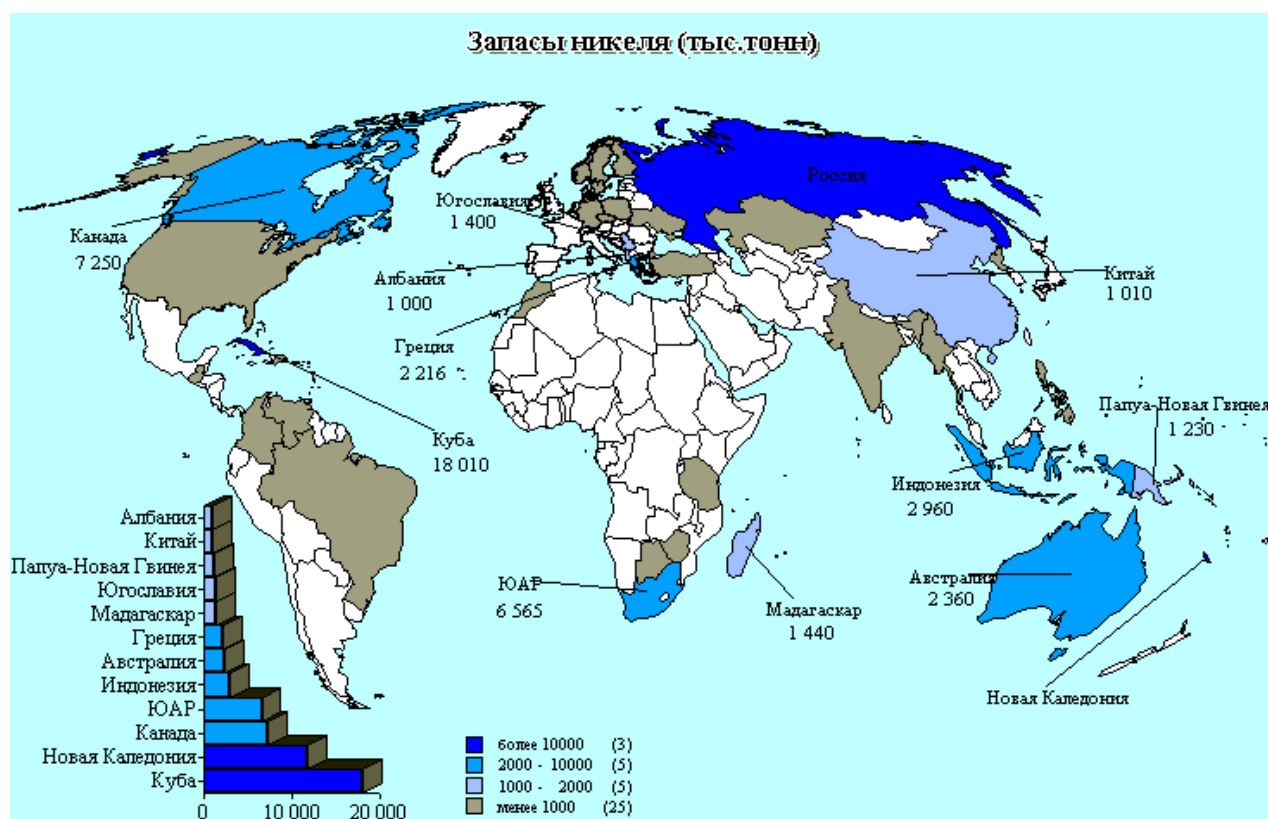 Запасы никеля (тыс.тонн)
Россия
Югославия
1 400
Канада
7 250
Албания
1 000
Китай
1 010
Греция
2 216
Папуа-Новая Гвинея
1 230
Куба
18 010
Индонезия
2 960
ЮАР
6 565
Австралия
2 360
Мадагаскар
1 440
Новая Каледония
Албания
Китай
Папуа-Новая Гвинея
Югославия
Мадагаскар
Греция
Австралия
Индонезия
ЮАР
Канада
Новая Каледония
Куба
0 10 000 20 000
более 10000 (3)
2000 - 10000 (5)
1000 - 2000 (5)
менее 1000 (25)